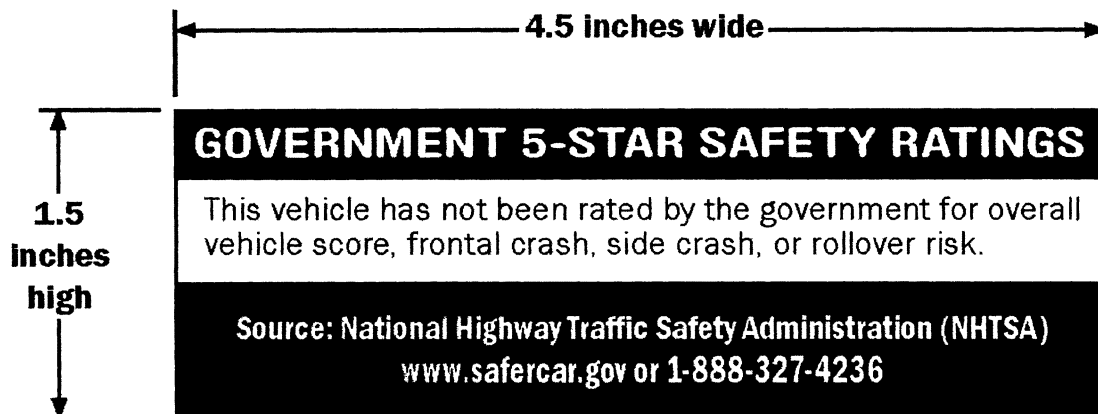 4.5 inches wide
GOVERNMENT 5-STAR SAFETY RATINGS
1.5
inches
high
This vehicle has not been rated by the government for overall
vehicle score, frontal crash, side crash, or rollover risk.
Source: National Highway Traffic Safety Administration (NHTSA)
www.safercar.gov or 1-888-327-4236